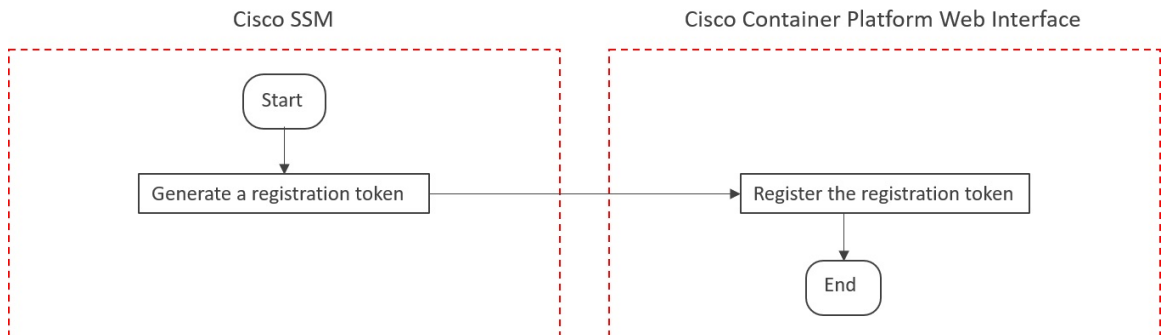 Cisco SSM
Cisco Container Platform Web Interface
Start
Generate a registration token
Register the registration token
End